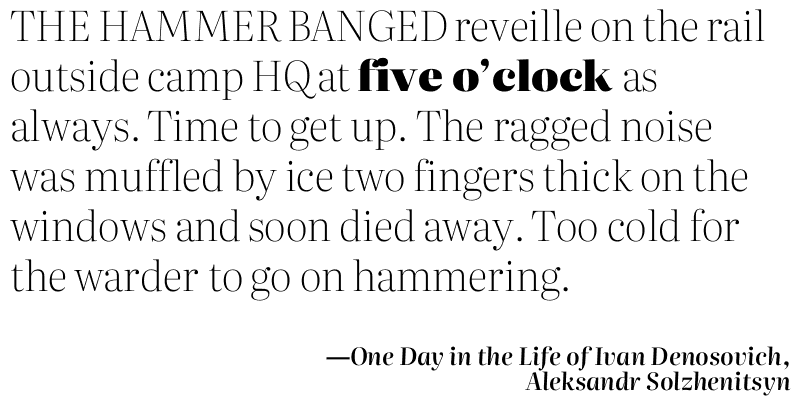 THE HAMMER BANGED reveille on the rail
outside camp HQ at five o’clock as
always. Time to get up. The ragged noise
was muffled by ice two fingers thick on the
windows and soon died away. Too cold for
the warder to go on hammering.
—One Day in the Life of Ivan Denosovich,
Aleksandr Solzhenitsyn